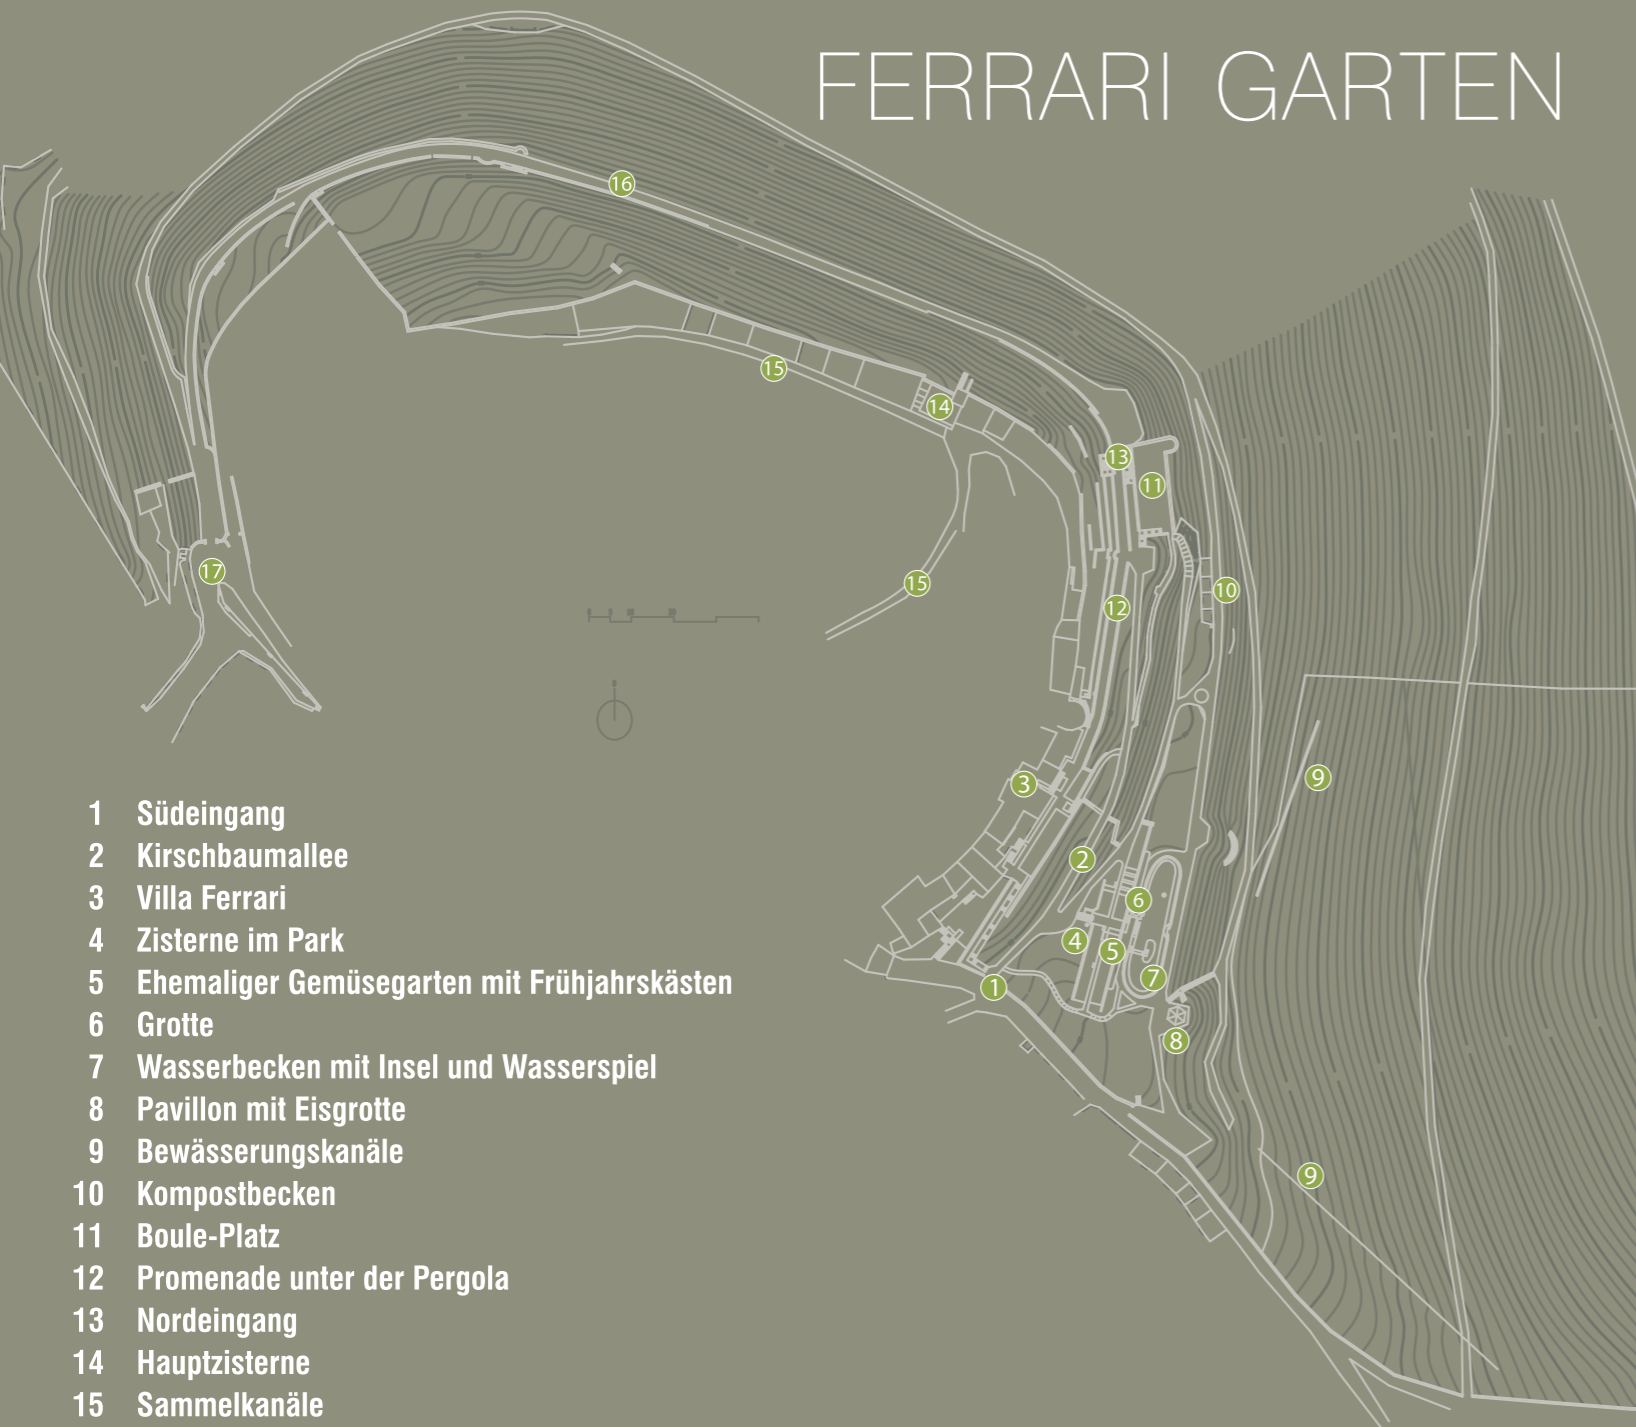 FERRARI GARTEN
16
15
14
13
11
17
15
10
12
9
3
2
6
4
5
7
1
8
9
1 Südeingang
2 Kirschbaumallee
3 Villa Ferrari
4 Zisterne im Park
5 Ehemaliger Gemüsegarten mit Frühjahrskästen
6 Grotte
7 Wasserbecken mit Insel und Wasserspiel
8 Pavillon mit Eisgrotte
9 Bewässerungskanäle
10 Kompostbecken
11 Boule-Platz
12 Promenade unter der Pergola
13 Nordeingang
14 Hauptzisterne
15 Sammelkanäle